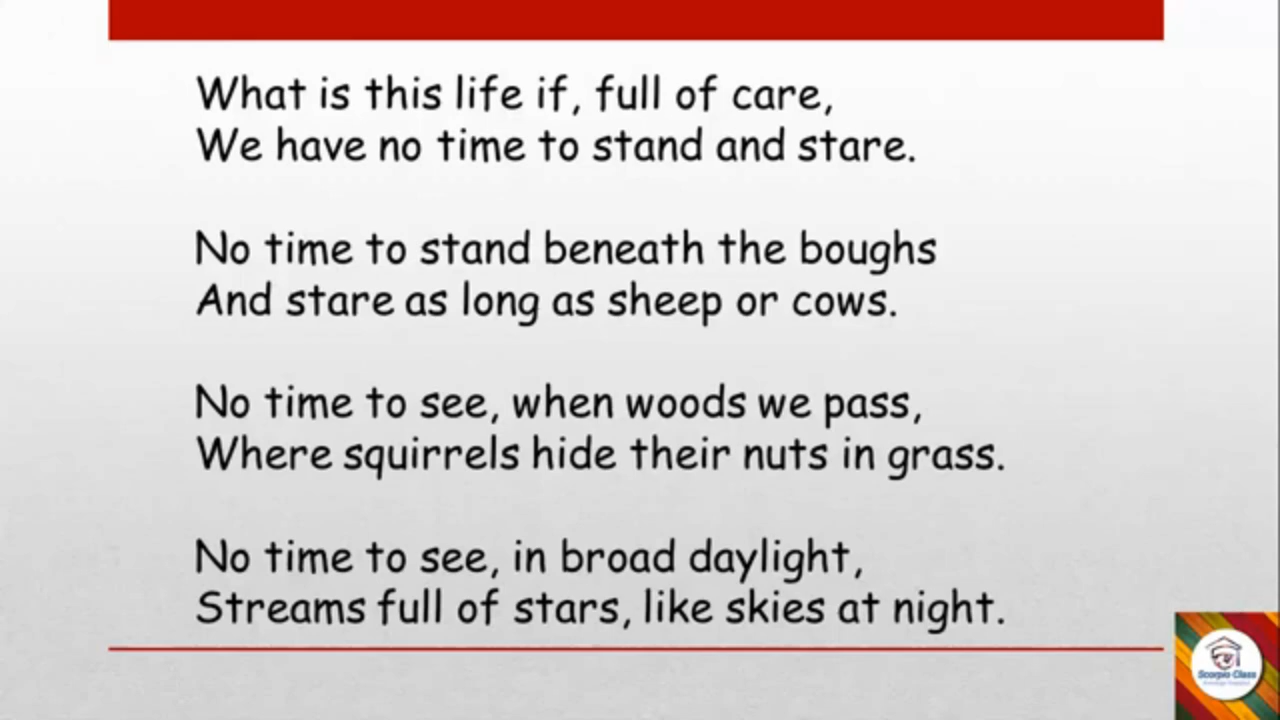 What is this life if, full of care,
We have no time to stand and stare.
No time to stand beneath the boughs
And stare as long as sheep or cows.
No time to see, when woods we pass,
Where squirrels hide their nuts in grass.
No time to see, in broad daylight,
Streams full of stars, like skies at night.
Scorpio Class